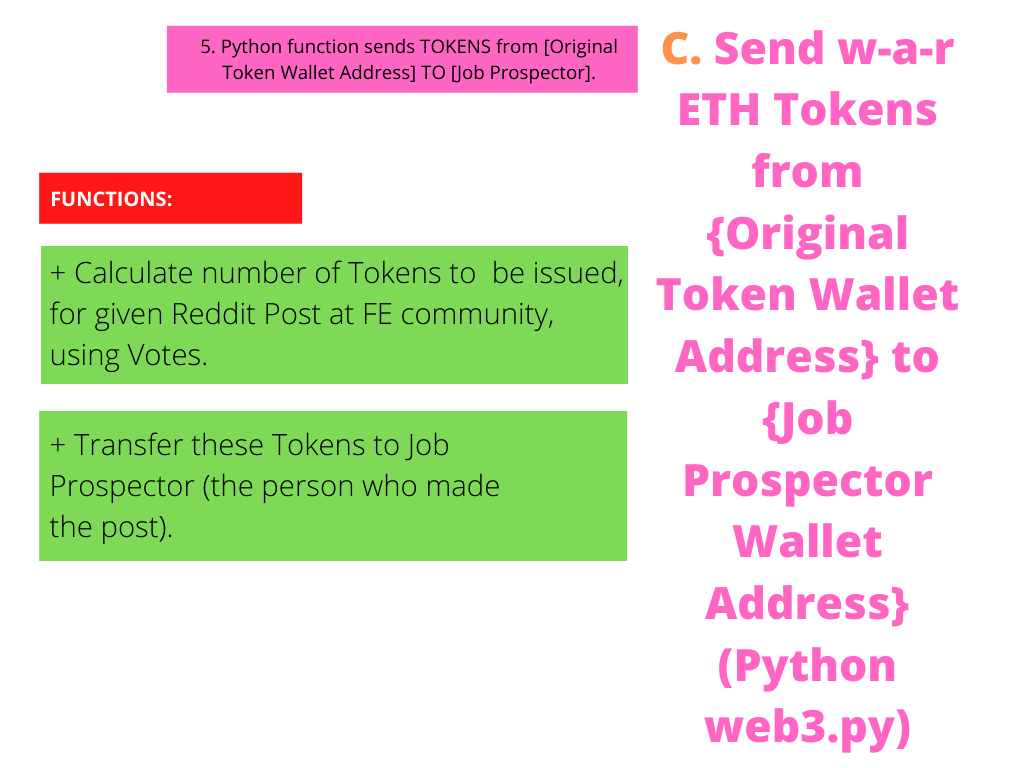 5. Python function sends TOKENS from [Original
Token Wallet Address] TO [Job Prospector].
C. Send w-a-r
ETH Tokens
from
{Original
Token Wallet
Address} to
{Job
Prospector
Wallet
Address}
(Python
web3.py)
FUNCTIONS:
+ Calculate number of Tokens to  be issued,
for given Reddit Post at FE community,
using Votes.
+ Transfer these Tokens to Job
Prospector (the person who made
the post).